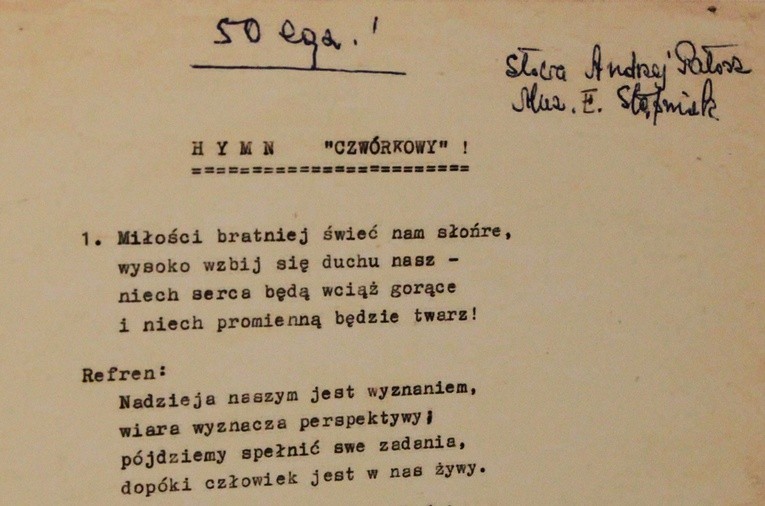 50 egz.!
Słowa Andrzej Ratosz
Muz. E. Stępniak
HYMN "CZWÓRKOWY" !
1. Miłości bratniej świeć nam słońre,
wysoko wzbij się duchu nasz -
niech serca będą wciąż gorące
i niech promienną będzie twarz!
Refren:
Nadzieja naszym jest wyznaniem,
wiara wyznacza perspektywy;
pójdziemy spełnić swe zadania,
dopóki człowiek jest w nas żywy.